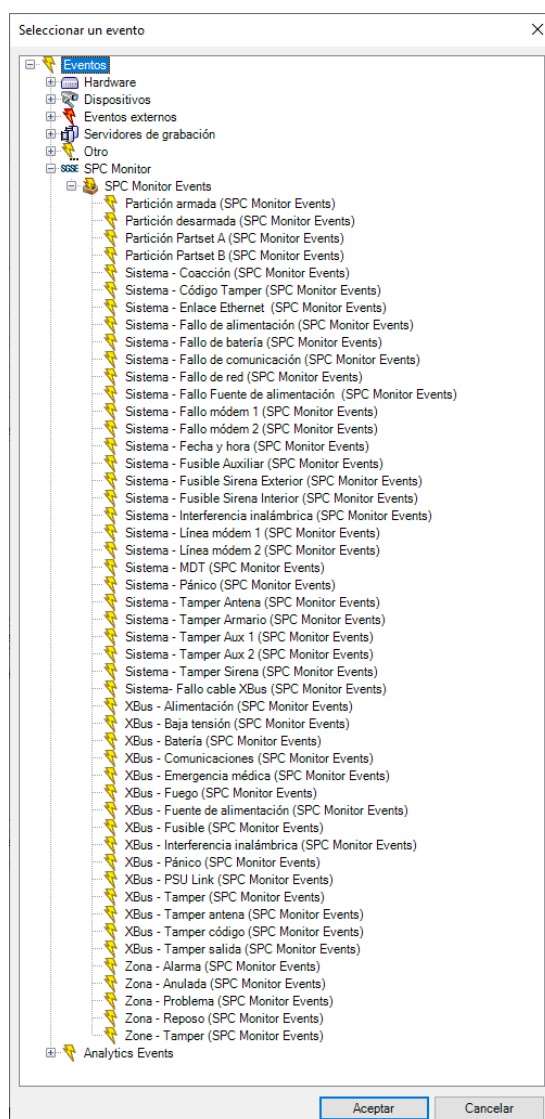 Seleccionar un evento
Eventos
Hardware
Dispositivos
Eventos externos
Servidores de grabación
Otro
SGSE SPC Monitor
SPC Monitor Events
Partición armada (SPC Monitor Events)
Partición desarmada (SPC Monitor Events)
Partición Partset A (SPC Monitor Events)
Partición Partset B (SPC Monitor Events)
Sistema - Coacción (SPC Monitor Events)
Sistema - Código Tamper (SPC Monitor Events)
Sistema - Enlace Ethernet  (SPC Monitor Events)
Sistema - Fallo de alimentación (SPC Monitor Events)
Sistema - Fallo de batería (SPC Monitor Events)
Sistema - Fallo de comunicación (SPC Monitor Events)
Sistema - Fallo de red (SPC Monitor Events)
Sistema - Fallo Fuente de alimentación  (SPC Monitor Events)
Sistema - Fallo módem 1 (SPC Monitor Events)
Sistema - Fallo módem 2 (SPC Monitor Events)
Sistema - Fecha y hora (SPC Monitor Events)
Sistema - Fusible Auxiliar (SPC Monitor Events)
Sistema - Fusible Sirena Exterior (SPC Monitor Events)
Sistema - Fusible Sirena Interior (SPC Monitor Events)
Sistema - Interferencia inalámbrica (SPC Monitor Events)
Sistema - Línea módem 1 (SPC Monitor Events)
Sistema - Línea módem 2 (SPC Monitor Events)
Sistema - MDT (SPC Monitor Events)
Sistema - Pánico (SPC Monitor Events)
Sistema - Tamper Antena (SPC Monitor Events)
Sistema - Tamper Armario (SPC Monitor Events)
Sistema - Tamper Aux 1 (SPC Monitor Events)
Sistema - Tamper Aux 2 (SPC Monitor Events)
Sistema - Tamper Sirena (SPC Monitor Events)
Sistema- Fallo cable XBus (SPC Monitor Events)
XBus - Alimentación (SPC Monitor Events)
XBus - Baja tensión (SPC Monitor Events)
XBus - Batería (SPC Monitor Events)
XBus - Comunicaciones (SPC Monitor Events)
XBus - Emergencia médica (SPC Monitor Events)
XBus - Fuego (SPC Monitor Events)
XBus - Fuente de alimentación (SPC Monitor Events)
XBus - Fusible (SPC Monitor Events)
XBus - Interferencia inalámbrica (SPC Monitor Events)
XBus - Pánico (SPC Monitor Events)
XBus - PSU Link (SPC Monitor Events)
XBus - Tamper (SPC Monitor Events)
XBus - Tamper antena (SPC Monitor Events)
XBus - Tamper código (SPC Monitor Events)
XBus - Tamper salida (SPC Monitor Events)
Zona - Alarma (SPC Monitor Events)
Zona - Anulada (SPC Monitor Events)
Zona - Problema (SPC Monitor Events)
Zona - Reposo (SPC Monitor Events)
Zone - Tamper (SPC Monitor Events)
Analytics Events
Aceptar Cancelar